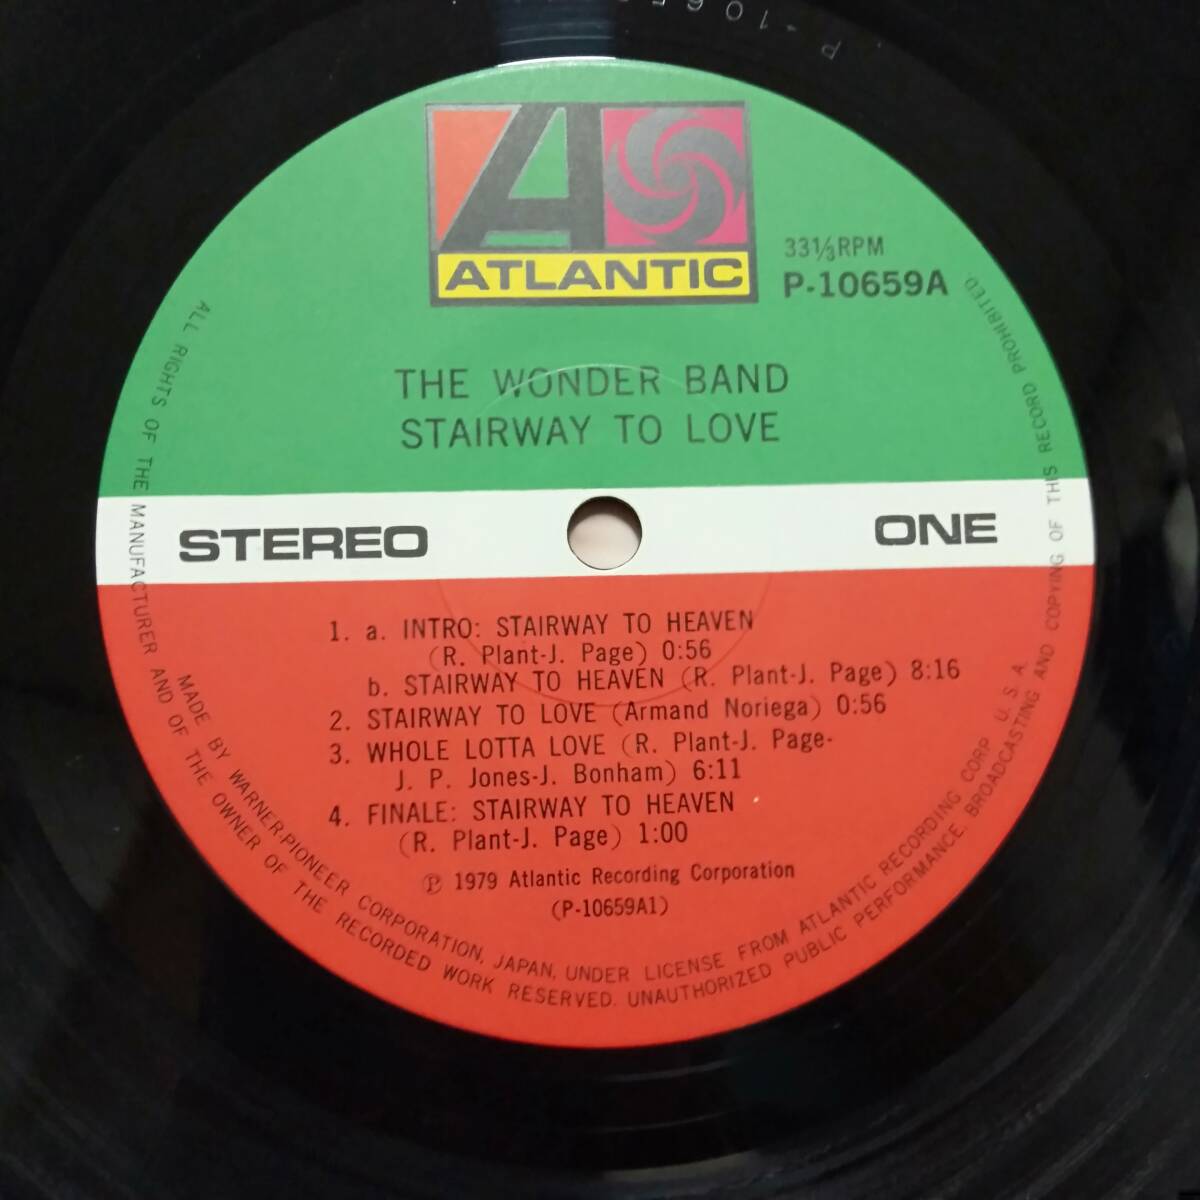 P-1065
ATLANTIC
33⅓RPM
P-10659A
THE WONDER BAND
STAIRWAY TO LOVE
STEREO
ONE
1. a. INTRO: STAIRWAY TO HEAVEN
(R. Plant-J. Page) 0:56
b. STAIRWAY TO HEAVEN (R. Plant-J. Page) 8:16
2. STAIRWAY TO LOVE (Armand Noriega) 0:56
3. WHOLE LOTTA LOVE (R. Plant-J. Page-
J. P. Jones-J. Bonham) 6:11
4. FINALE: STAIRWAY TO HEAVEN
(R. Plant-J. Page) 1:00
℗ 1979 Atlantic Recording Corporation
(P-10659A1)
MADE BY WARNER-PIONEER CORPORATION, JAPAN, UNDER LICENSE FROM ATLANTIC RECORDING CORP. U. S. A.
ALL RIGHTS OF THE MANUFACTURER AND OF THE OWNER OF THE RECORDED WORK RESERVED. UNAUTHORIZED PUBLIC PERFORMANCE. BROADCASTING AND COPYING OF THIS RECORD PROHIBITED.